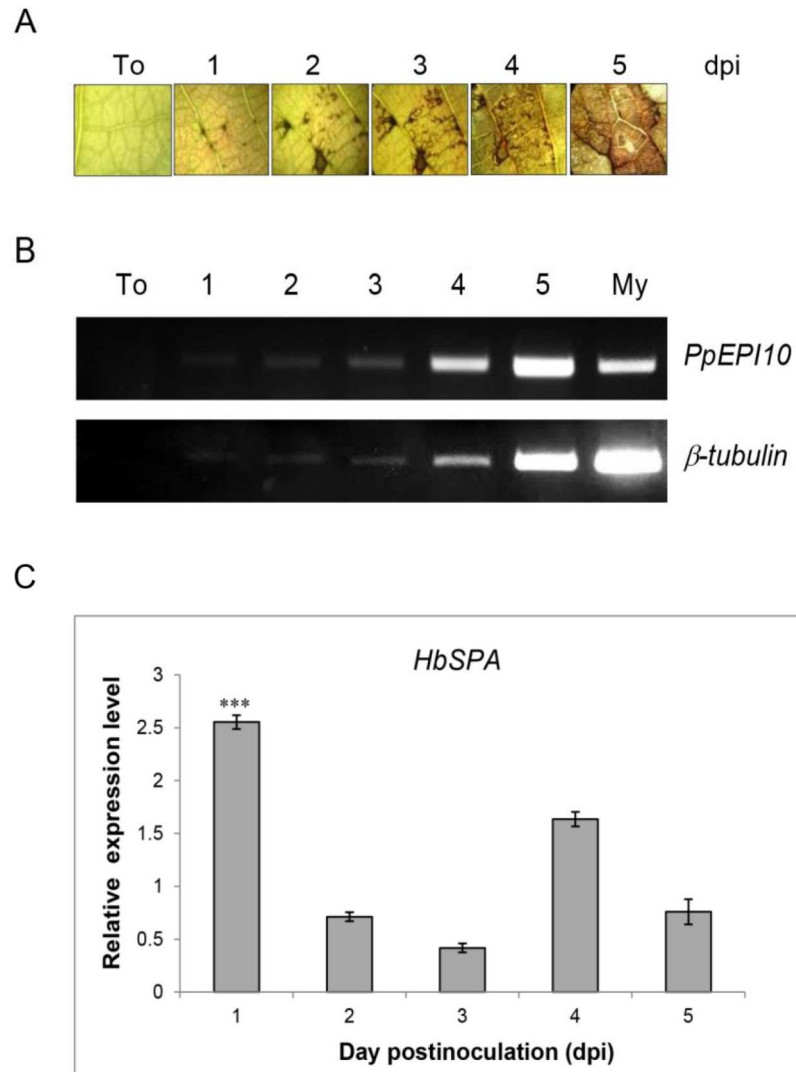 A
To 1 2 3 4 5 dpi
B
To 1 2 3 4 5 My
PpEPI10
β-tubulin
C
HbSPA
Relative expression level
3
2.5
2
1.5
1
0.5
0
***
1 2 3 4 5
Day postinoculation (dpi)